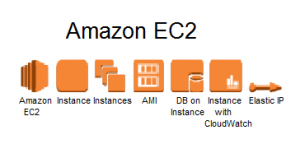 Amazon EC2
Amazon EC2
Instance
Instances
AMI
DB on Instance
Instance with CloudWatch
Elastic IP